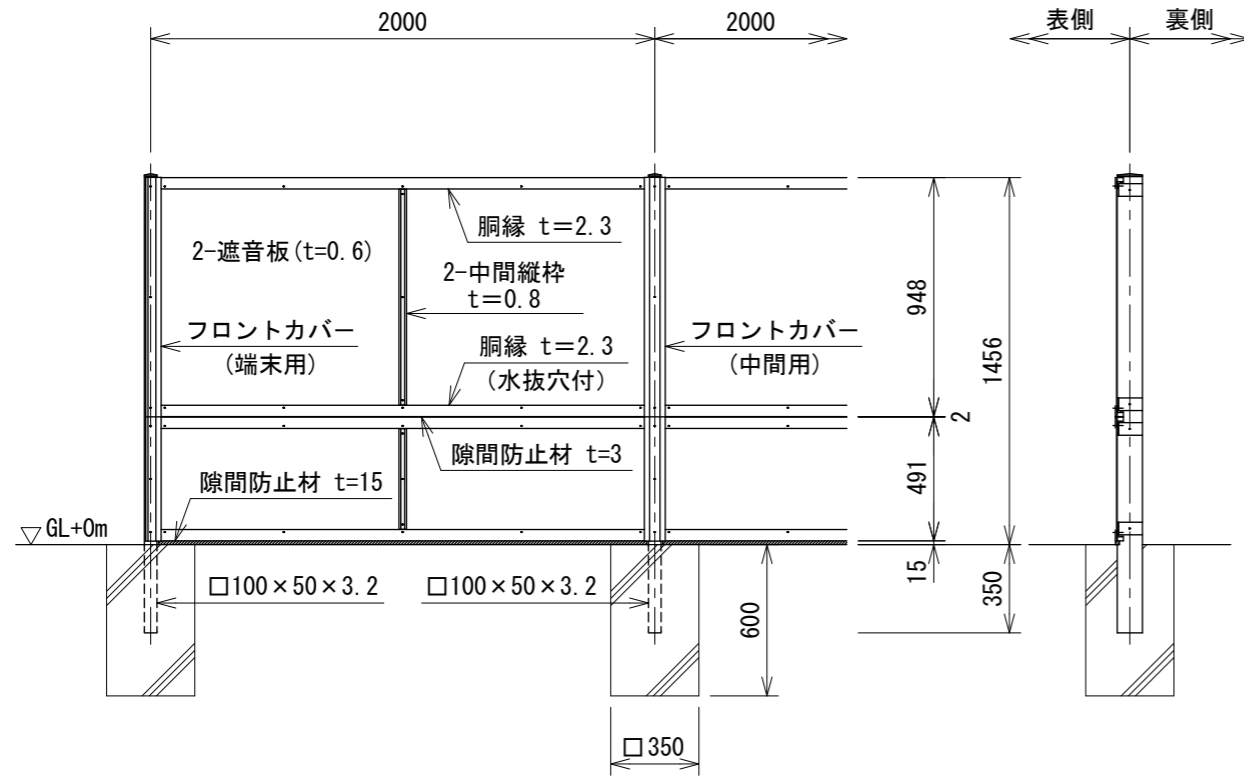 2000
2000
表側
裏側
胴縁 t=2.3
2-遮音板(t=0.6)
2-中間縦枠
t=0.8
フロントカバー
(端末用)
胴縁 t=2.3
(水抜穴付)
フロントカバー
(中間用)
948
1456
2
隙間防止材 t=3
491
隙間防止材 t=15
GL+0m
15
350
□100×50×3.2
□100×50×3.2
600
□350